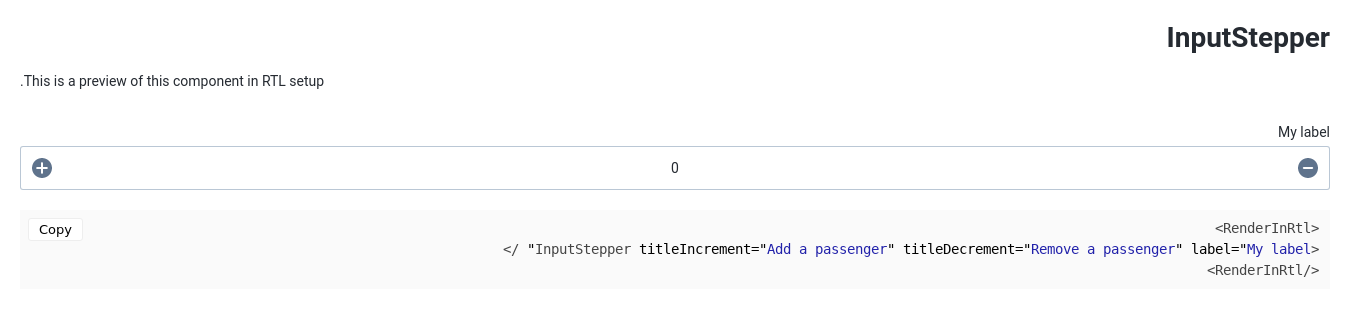 InputStepper
.This is a preview of this component in RTL setup
My label
0
Copy
<RenderInRtl>
</ "InputStepper titleIncrement="Add a passenger" titleDecrement="Remove a passenger" label="My label>
<RenderInRtl/>